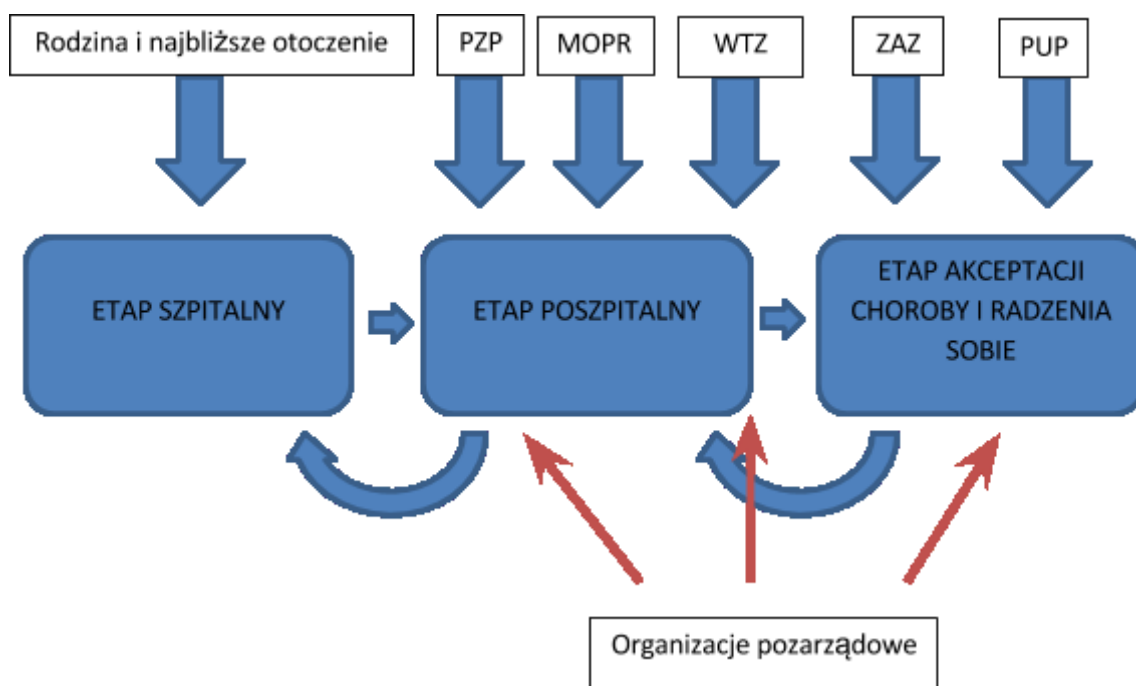 Rodzina i najbliższe otoczenie
PZP
MOPR
WTZ
ZAZ
PUP
ETAP SZPITALNY
ETAP POSZPITALNY
ETAP AKCEPTACJI
CHOROBY I RADZENIA
SOBIE
Organizacje pozarządowe